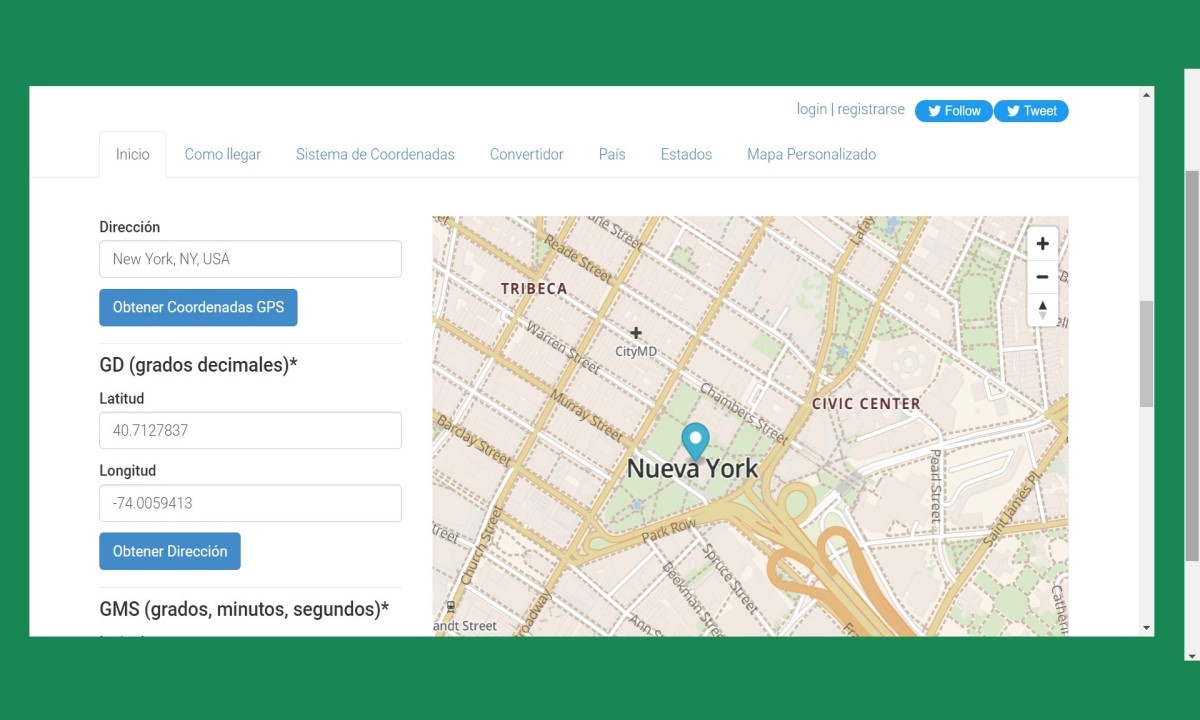 login | registrarse Follow Tweet
Inicio Como llegar Sistema de Coordenadas Convertidor País Estados Mapa Personalizado
Dirección
New York, NY, USA
Obtener Coordenadas GPS
GD (grados decimales)*
Latitud
40.7127837
Longitud
-74.0059413
Obtener Dirección
GMS (grados, minutos, segundos)*
Reade Street
TRIBECA
Warren Street
CityMD
Chambers Street
CIVIC CENTER
Murray Street
Barclay Street
Nueva York
Pearl Street
Saint James Pl.
Park Row
Church Street
Spruce Street
Beekman Street
andt Street
Broadway
Ann S